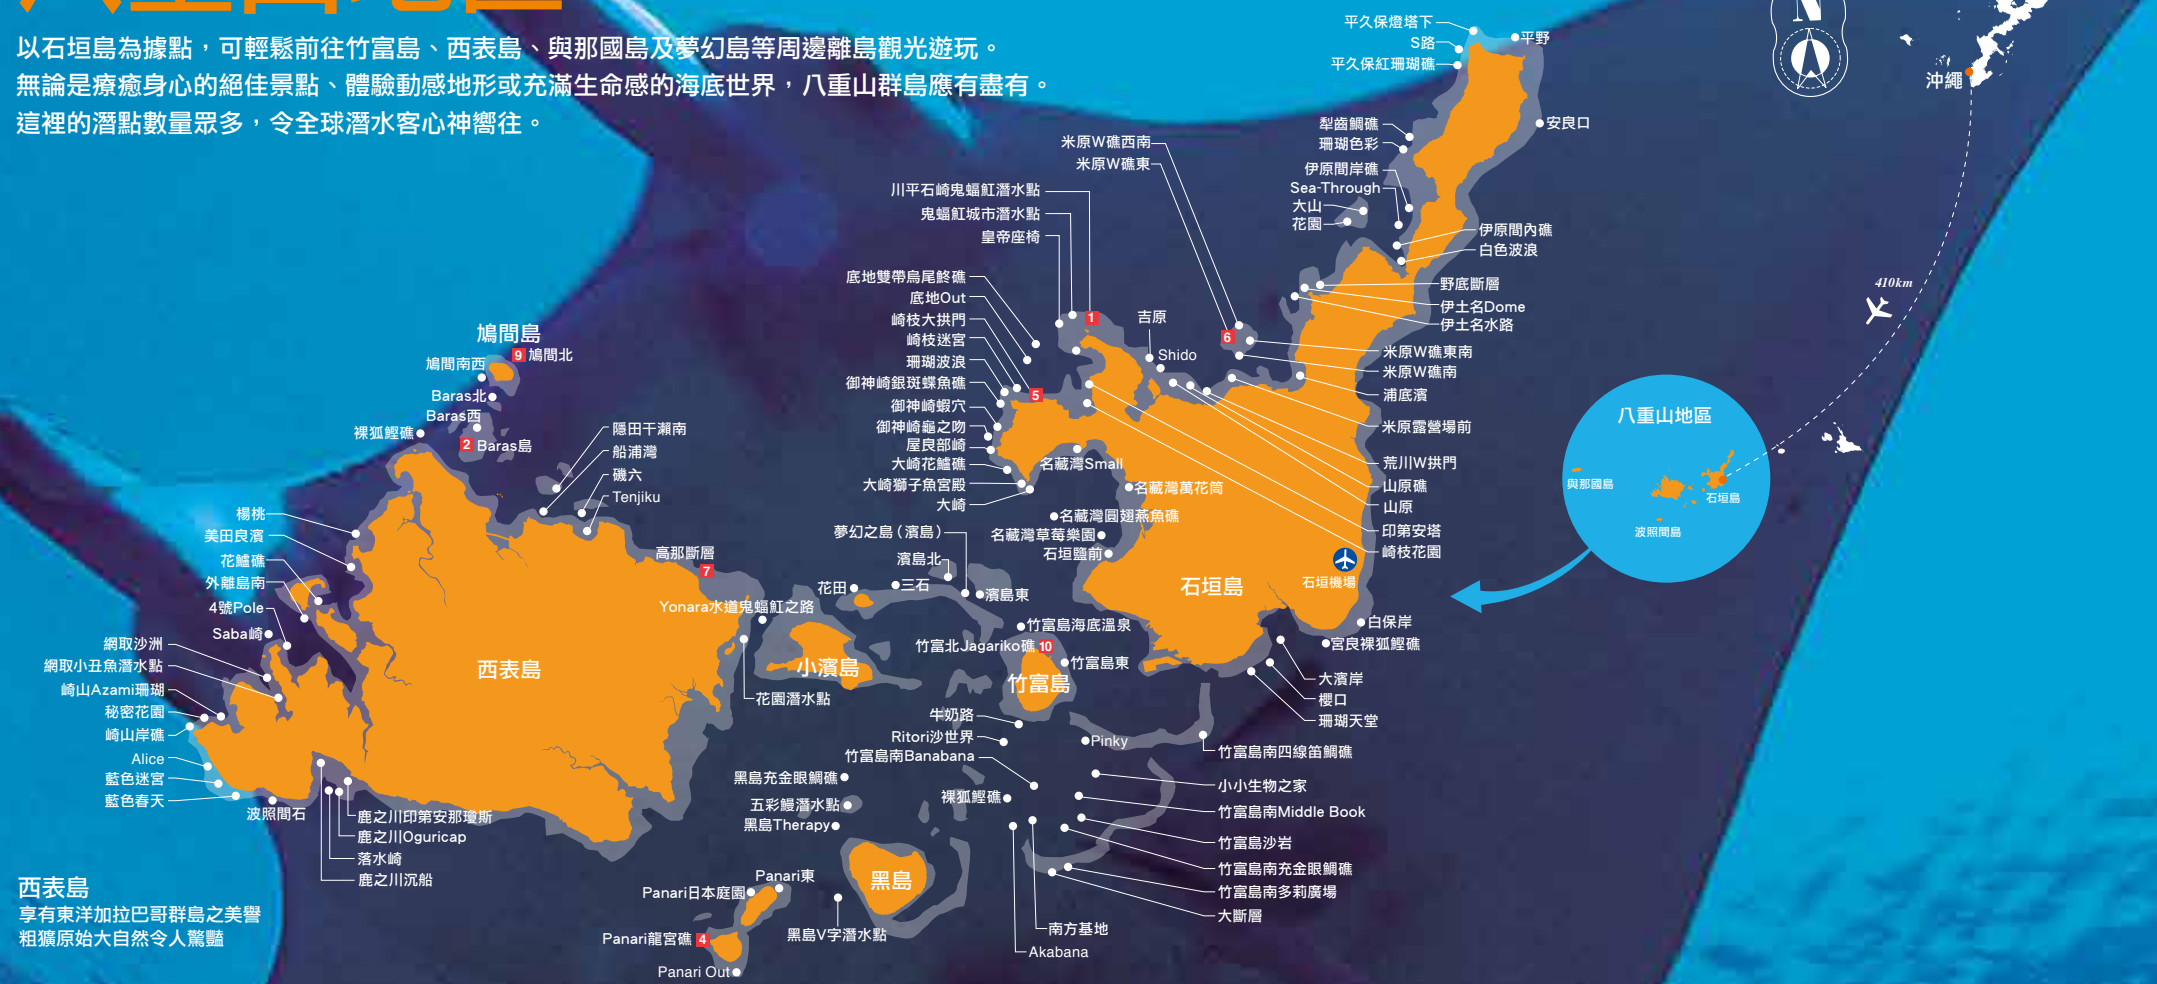 八重山地區
以石垣島為據點，可輕鬆前往竹富島、西表島、與那國島及夢幻島等周邊離島觀光遊玩。
無論是療癒身心的絕佳景點、體驗動感地形或充滿生命感的海底世界，八重山群島應有盡有。
這裡的潛點數量眾多，令全球潛水客心神嚮往。
N
沖繩
410km
平久保燈塔下
S路
平久保紅珊瑚礁
平野
安良口
犁齒鯛礁
珊瑚色彩
伊原間岸礁
Sea-Through
大山
花園
伊原間內礁
白色波浪
野底斷層
伊土名Dome
伊土名水路
米原W礁西南
米原W礁東
川平石崎鬼蝠魟潛水點
鬼蝠魟城市潛水點
皇帝座椅
1
底地雙帶烏尾鮗礁
底地Out
崎枝大拱門
崎枝迷宮
珊瑚波浪
御神崎銀斑蝶魚礁
御神崎蝦穴
御神崎龜之吻
屋良部崎
大崎花鱸礁
大崎獅子魚宮殿
大崎
5
吉原
Shido
6
米原W礁東南
米原W礁南
浦底濱
米原露營場前
荒川W拱門
山原礁
山原
印第安塔
崎枝花園
名藏灣Small
名藏灣萬花筒
名藏灣圓翅燕魚礁
名藏灣草莓樂園
石垣鹽前
石垣島
石垣機場
白保岸
宮良裸狐鰹礁
大濱岸
櫻口
珊瑚天堂
八重山地區
與那國島
石垣島
波照間島
鳩間島
9 鳩間北
鳩間南西
Baras北
Baras西
2 Baras島
裸狐鰹礁
隱田干瀨南
船浦灣
磯六
Tenjiku
高那斷層
7
楊桃
美田良濱
花鱸礁
外離島南
4號Pole
Saba崎
網取沙洲
網取小丑魚潛水點
崎山Azami珊瑚
秘密花園
崎山岸礁
Alice
藍色迷宮
藍色春天
波照間石
鹿之川印第安那瓊斯
鹿之川Oguricap
落水崎
鹿之川沉船
西表島
Yonara水道鬼蝠魟之路
花園潛水點
小濱島
夢幻之島（濱島）
濱島北
花田
三石
濱島東
竹富島海底溫泉
竹富北Jagariko礁 10
竹富島東
竹富島
牛奶路
Ritori沙世界
竹富島南Banabana
Pinky
竹富島南四線笛鯛礁
小小生物之家
竹富島南Middle Book
竹富島沙岩
竹富島南充金眼鯛礁
竹富島南多莉廣場
大斷層
裸狐鰹礁
南方基地
Akabana
黑島充金眼鯛礁
五彩鰻潛水點
黑島Therapy
黑島
黑島V字潛水點
Panari東
Panari日本庭園
Panari龍宮礁 4
Panari Out
西表島
享有東洋加拉巴哥群島之美譽
粗獷原始大自然令人驚豔